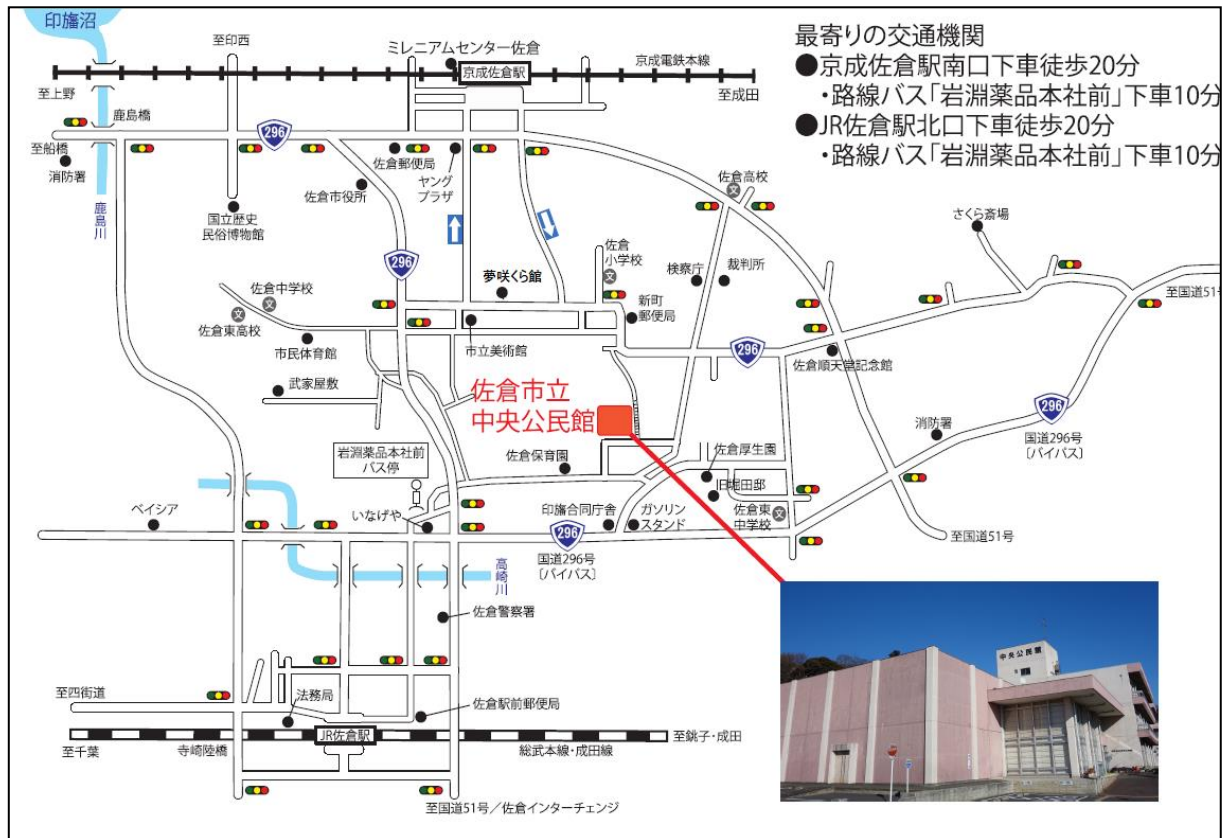 印旛沼
至印西
ミレニアムセンター佐倉
京成佐倉駅
京成電鉄本線
至上野
至成田
最寄りの交通機関
●京成佐倉駅南口下車徒歩20分
・路線バス「岩淵薬品本社前」下車10分
●JR佐倉駅北口下車徒歩20分
・路線バス「岩淵薬品本社前」下車10分
鹿島橋
296
至船橋
消防署
佐倉郵便局
ヤング
プラザ
佐倉市役所
佐倉高校
文
鹿島川
国立歴史
民俗博物館
さくら斎場
296
佐倉
小学校
文
検察庁
裁判所
夢咲くら館
佐倉中学校
文
文
佐倉東高校
新町
郵便局
至国道51号
市民体育館
市立美術館
296
佐倉順天堂記念館
武家屋敷
佐倉市立
中央公民館
296
国道296号
〔バイパス〕
消防署
岩淵薬品本社前
バス停
佐倉保育園
佐倉厚生園
旧堀田邸
ベイシア
いなげや
印旛合同庁舎
ガソリン
スタンド
佐倉東
中学校
文
296
国道296号
〔バイパス〕
至国道51号
高崎川
佐倉警察署
中央公民館
至四街道
法務局
佐倉駅前郵便局
JR佐倉駅
至千葉
寺崎陸橋
総武本線・成田線
至銚子・成田
至国道51号／佐倉インターチェンジ